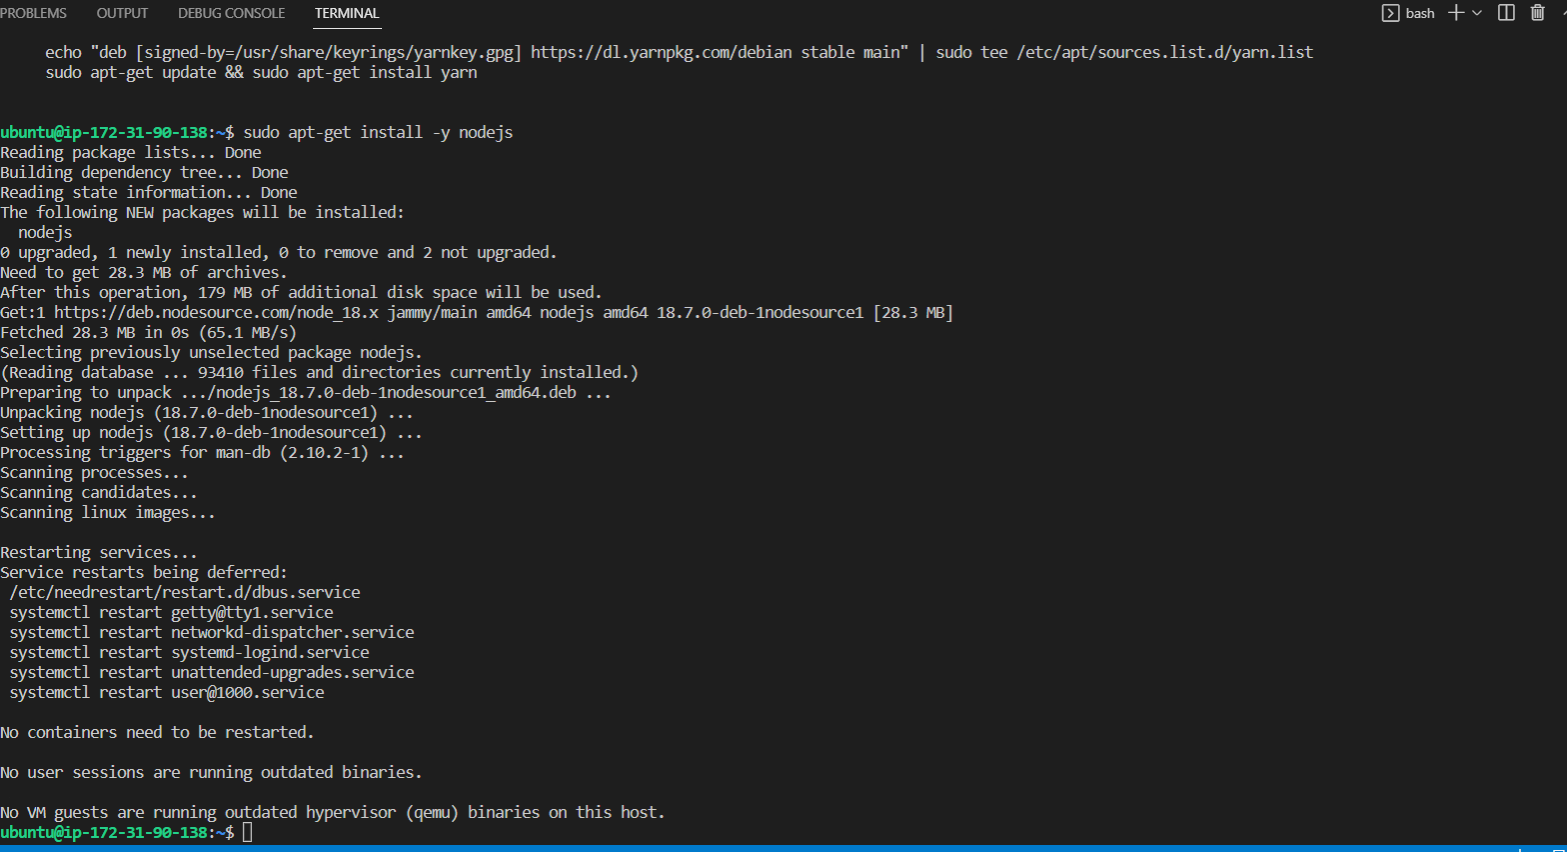 PROBLEMS OUTPUT DEBUG CONSOLE TERMINAL bash
echo "deb [signed-by=/usr/share/keyrings/yarnkey.gpg] https://dl.yarnpkg.com/debian stable main" | sudo tee /etc/apt/sources.list.d/yarn.list
sudo apt-get update && sudo apt-get install yarn
ubuntu@ip-172-31-90-138:~$ sudo apt-get install -y nodejs
Reading package lists... Done
Building dependency tree... Done
Reading state information... Done
The following NEW packages will be installed:
nodejs
0 upgraded, 1 newly installed, 0 to remove and 2 not upgraded.
Need to get 28.3 MB of archives.
After this operation, 179 MB of additional disk space will be used.
Get:1 https://deb.nodesource.com/node_18.x jammy/main amd64 nodejs amd64 18.7.0-deb-1nodesource1 [28.3 MB]
Fetched 28.3 MB in 0s (65.1 MB/s)
Selecting previously unselected package nodejs.
(Reading database ... 93410 files and directories currently installed.)
Preparing to unpack .../nodejs_18.7.0-deb-1nodesource1_amd64.deb ...
Unpacking nodejs (18.7.0-deb-1nodesource1) ...
Setting up nodejs (18.7.0-deb-1nodesource1) ...
Processing triggers for man-db (2.10.2-1) ...
Scanning processes...
Scanning candidates...
Scanning linux images...
Restarting services...
Service restarts being deferred:
/etc/needrestart/restart.d/dbus.service
systemctl restart getty@tty1.service
systemctl restart networkd-dispatcher.service
systemctl restart systemd-logind.service
systemctl restart unattended-upgrades.service
systemctl restart user@1000.service
No containers need to be restarted.
No user sessions are running outdated binaries.
No VM guests are running outdated hypervisor (qemu) binaries on this host.
ubuntu@ip-172-31-90-138:~$